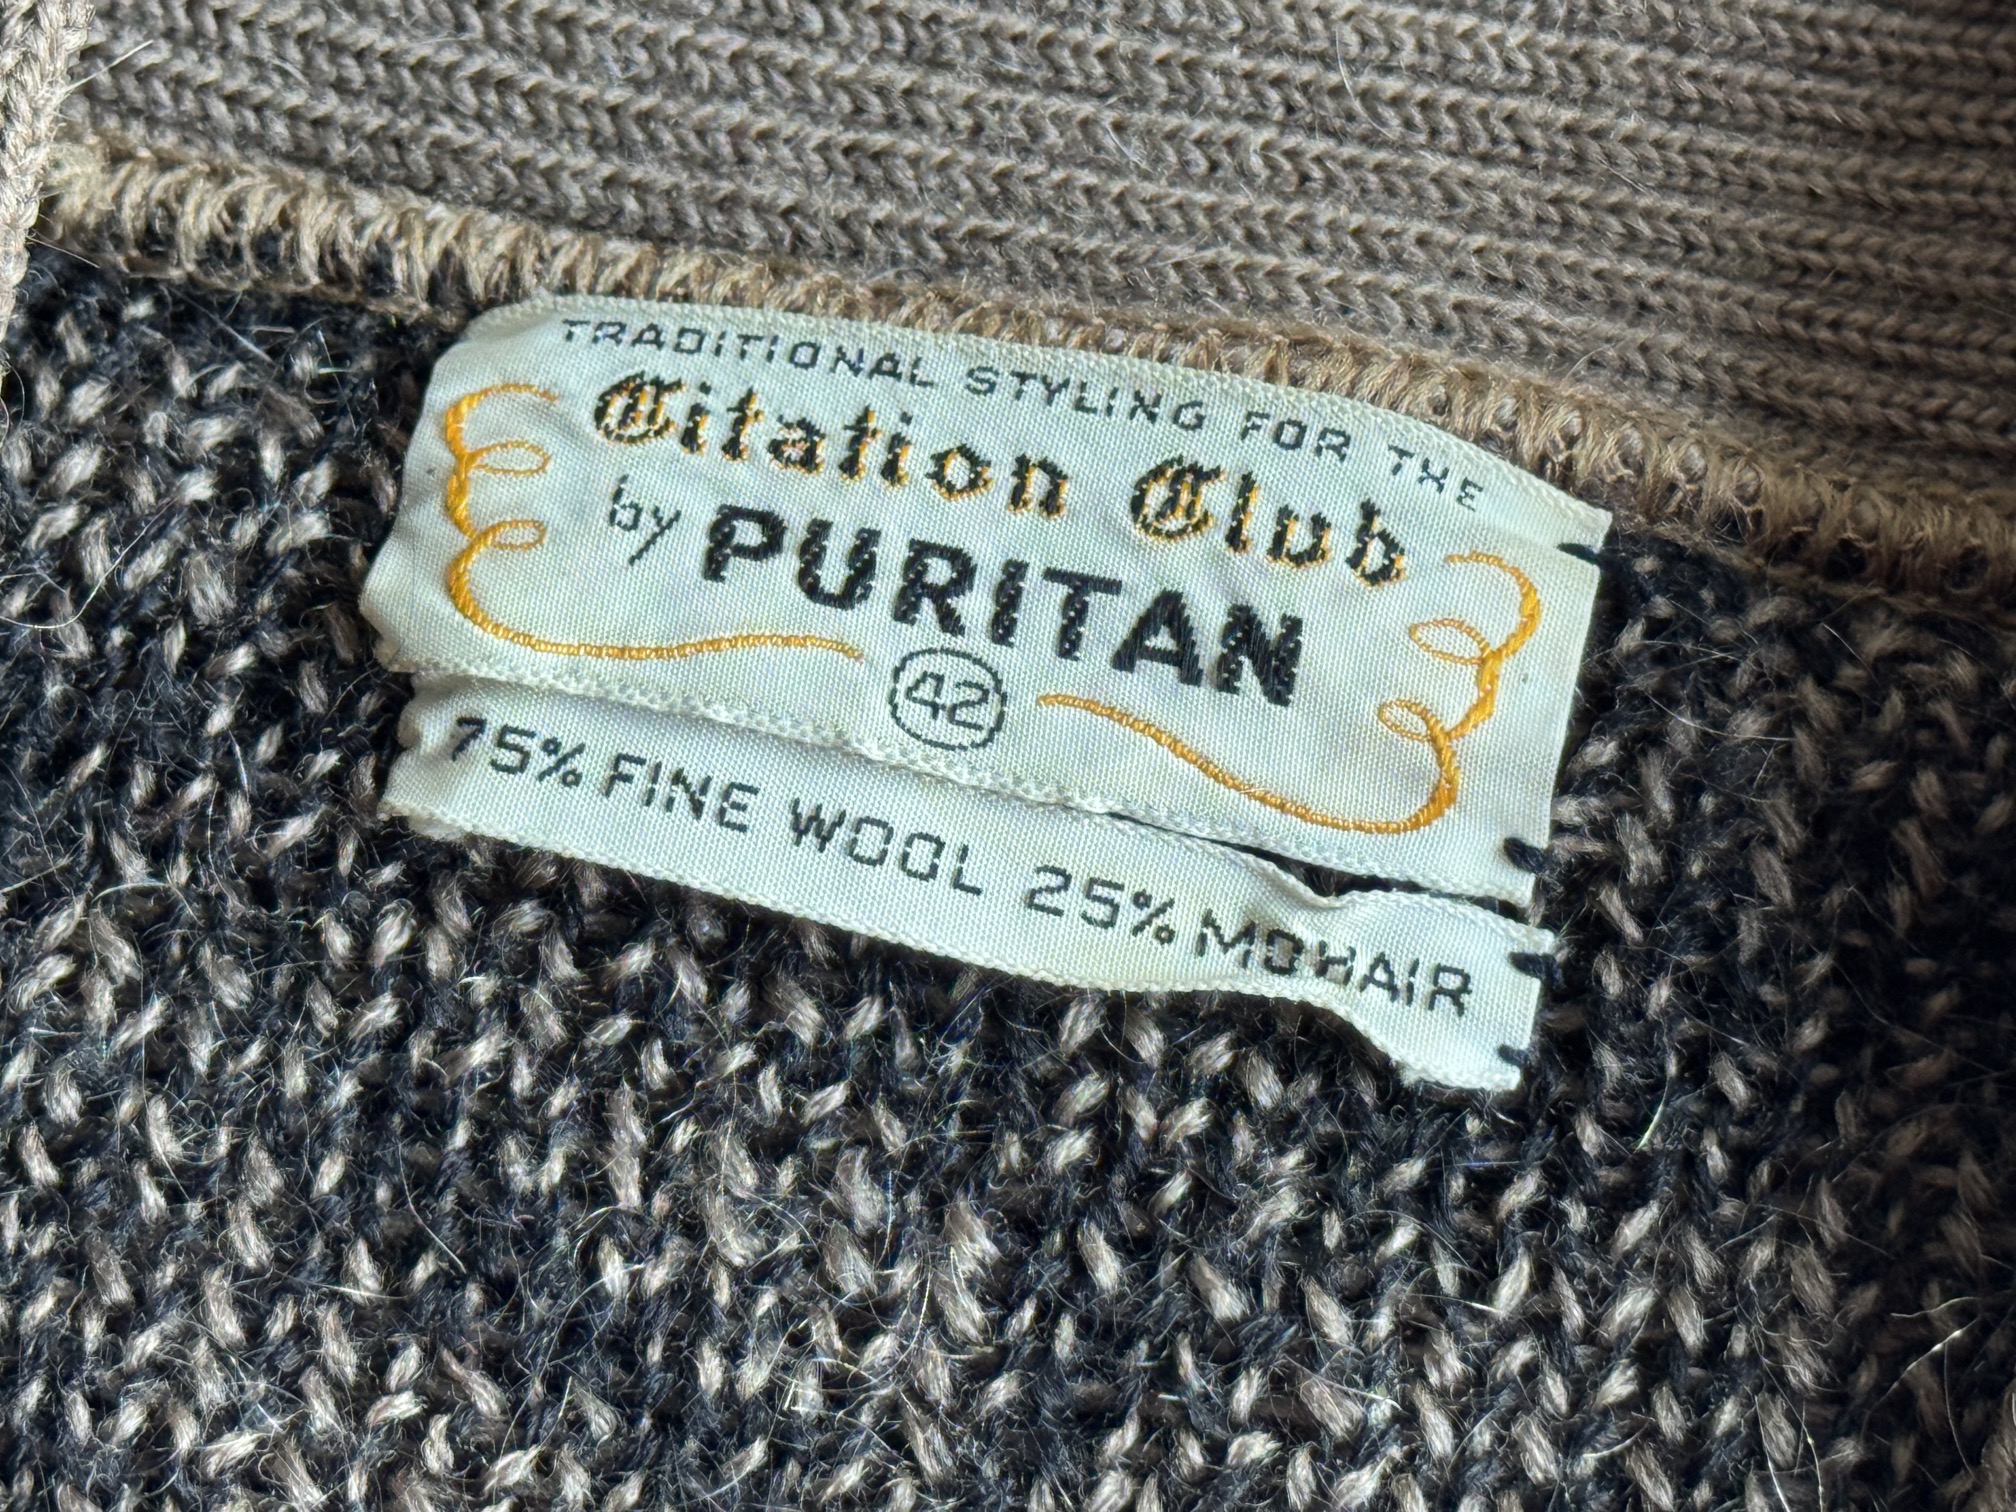 TRADITIONAL STYLING FOR THE
Citation Club
by PURITAN
42
75% FINE WOOL 25% MOHAIR